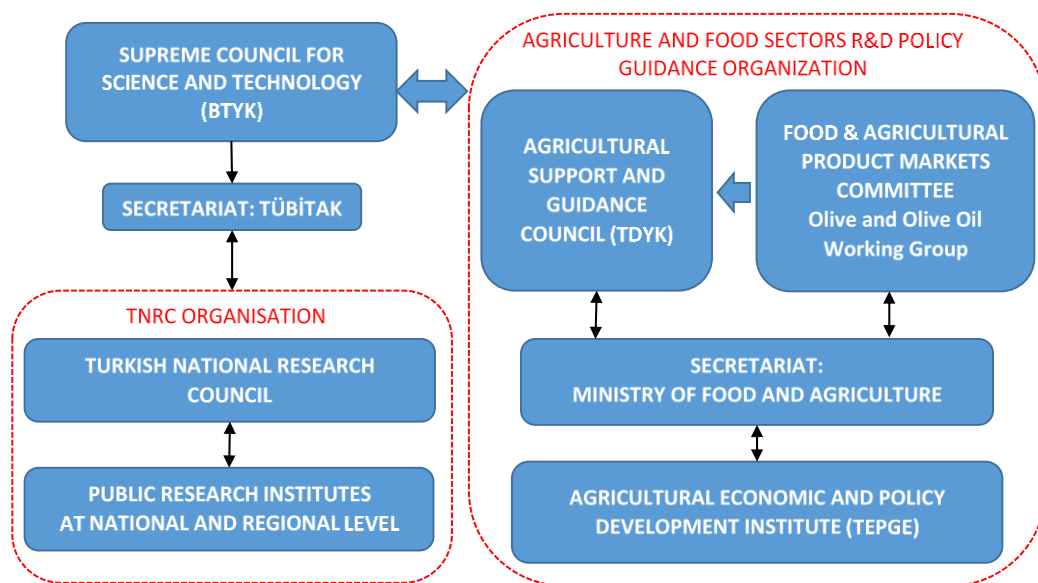 SUPREME COUNCIL FOR
SCIENCE AND TECHNOLOGY
(BTYK)
SECRETARIAT: TÜBİTAK
TNRC ORGANISATION
TURKISH NATIONAL RESEARCH
COUNCIL
PUBLIC RESEARCH INSTITUTES
AT NATIONAL AND REGIONAL LEVEL
AGRICULTURE AND FOOD SECTORS R&D POLICY
GUIDANCE ORGANIZATION
AGRICULTURAL
SUPPORT AND
GUIDANCE
COUNCIL (TDYK)
FOOD & AGRICULTURAL
PRODUCT MARKETS
COMMITTEE
Olive and Olive Oil
Working Group
SECRETARIAT:
MINISTRY OF FOOD AND AGRICULTURE
AGRICULTURAL ECONOMIC AND POLICY
DEVELOPMENT INSTITUTE (TEPGE)